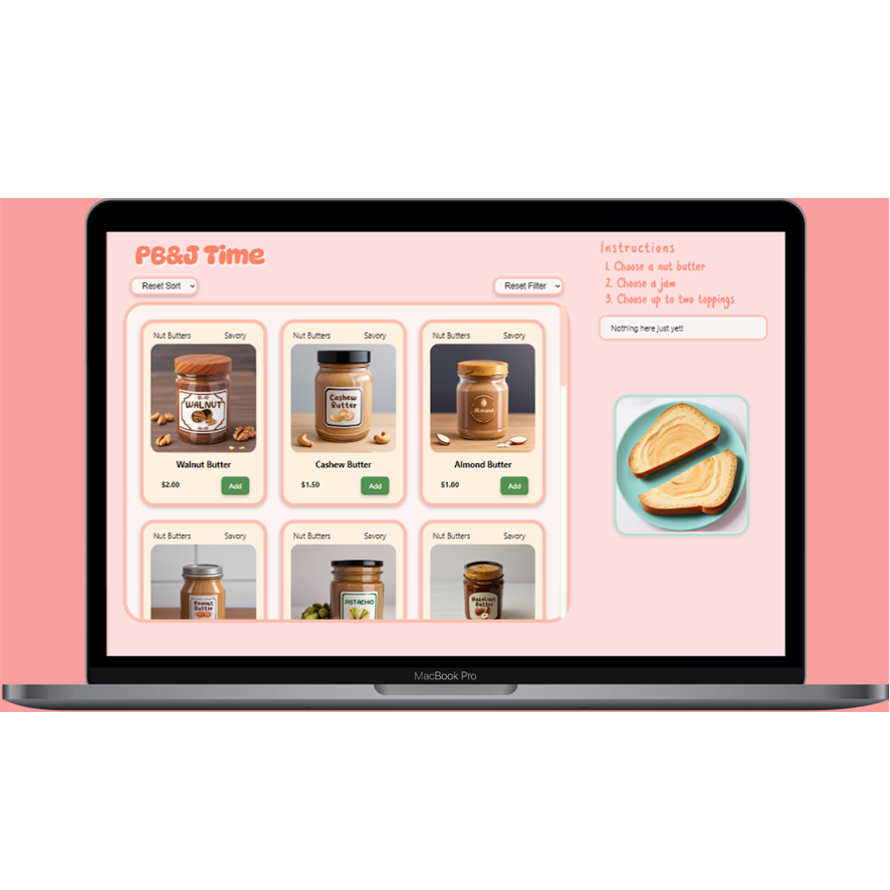 PB&J Time
Reset Sort
Reset Filter
Nut Butters Savory
WALNUT
Walnut Butter
$2.00 Add
Nut Butters Savory
Cashew
Butter
Cashew Butter
$1.50 Add
Nut Butters Savory
Almond
Almond Butter
$1.00 Add
Nut Butters Savory
Peanut
Butter
Nut Butters Savory
PISTACHIO
Nut Butters Savory
Hazelnut
Butter
Instructions
1. Choose a nut butter
2. Choose a jam
3. Choose up to two toppings
Nothing here just yet!
MacBook Pro